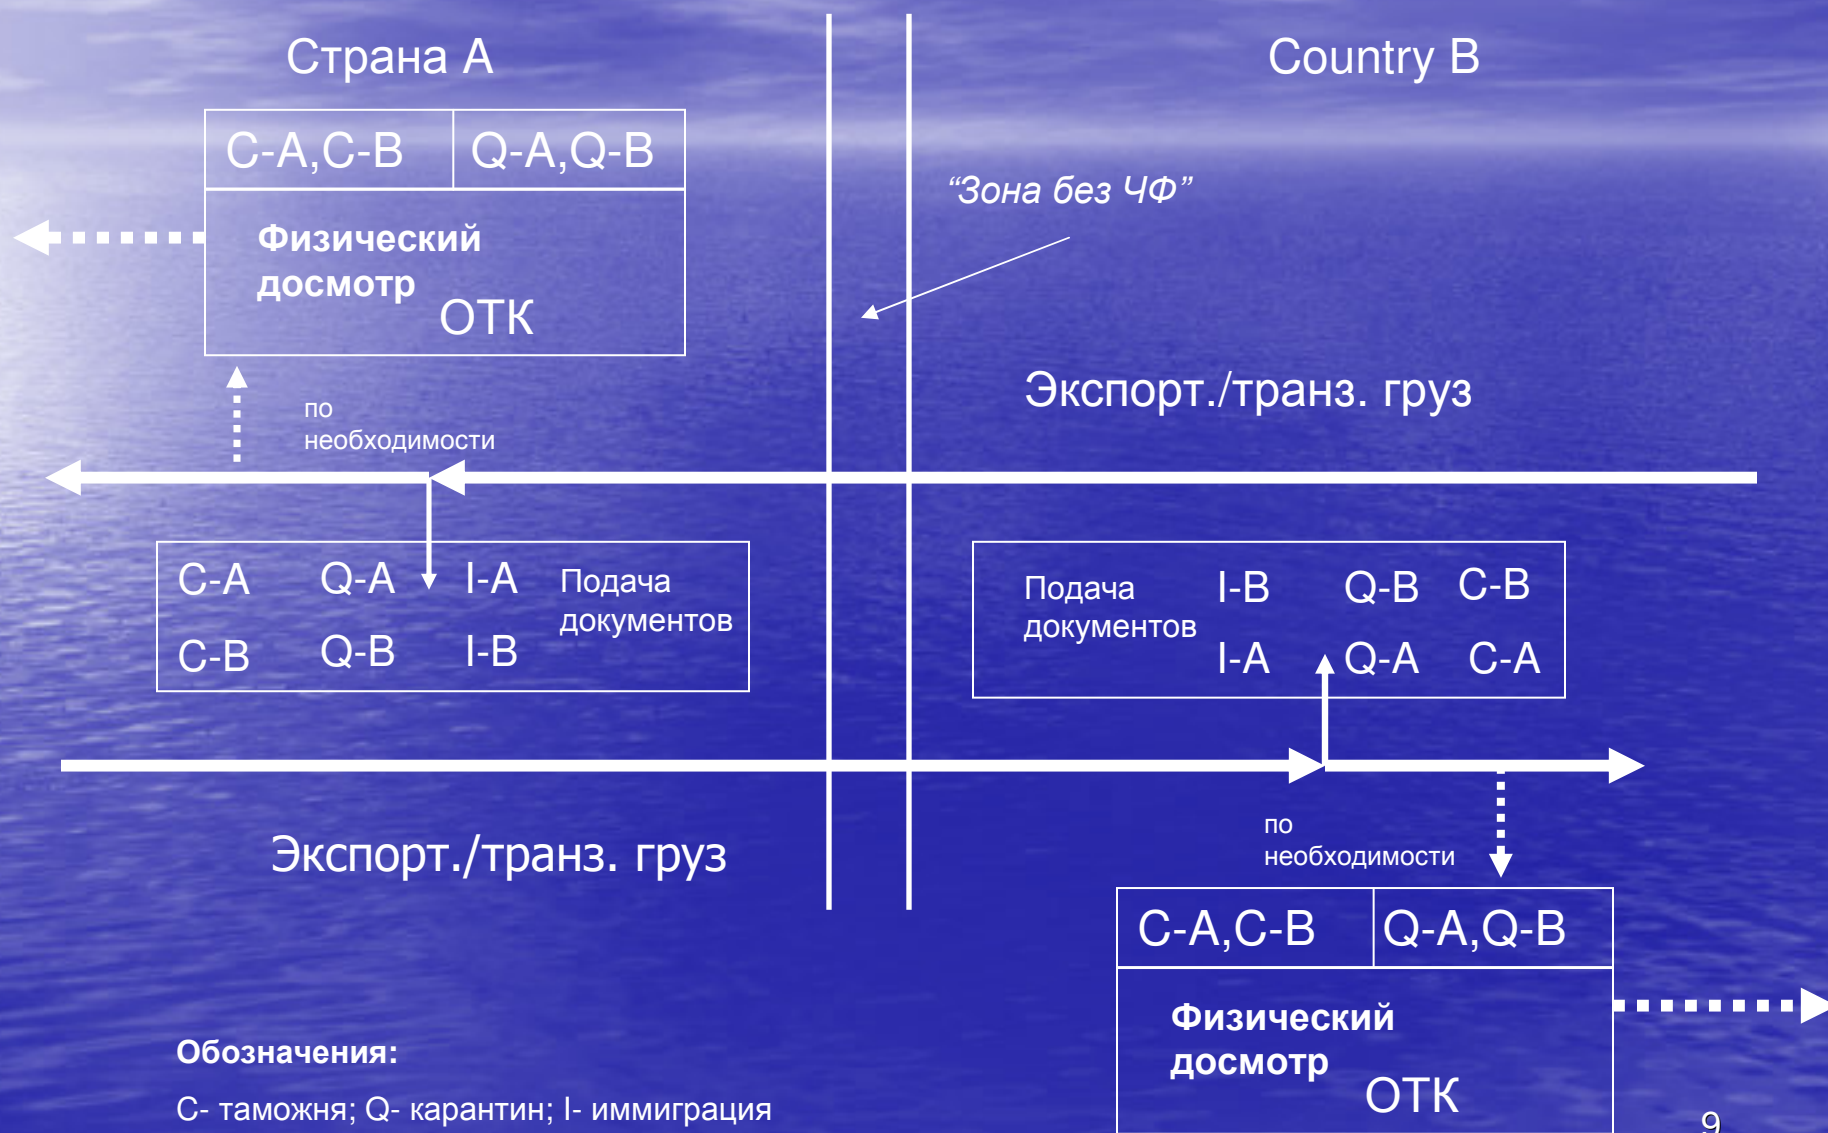 Страна А
Country B
C-A,C-B
Q-A,Q-B
Физический
досмотр
ОТК
“Зона без ЧФ”
Экспорт./транз. груз
по
необходимости
C-A Q-A I-A
C-B Q-B I-B
Подача
документов
Подача
документов
I-B Q-B C-B
I-A Q-A C-A
Экспорт./транз. груз
по
необходимости
C-A,C-B
Q-A,Q-B
Физический
досмотр
ОТК
Обозначения:
C- таможня; Q- карантин; I- иммиграция
9